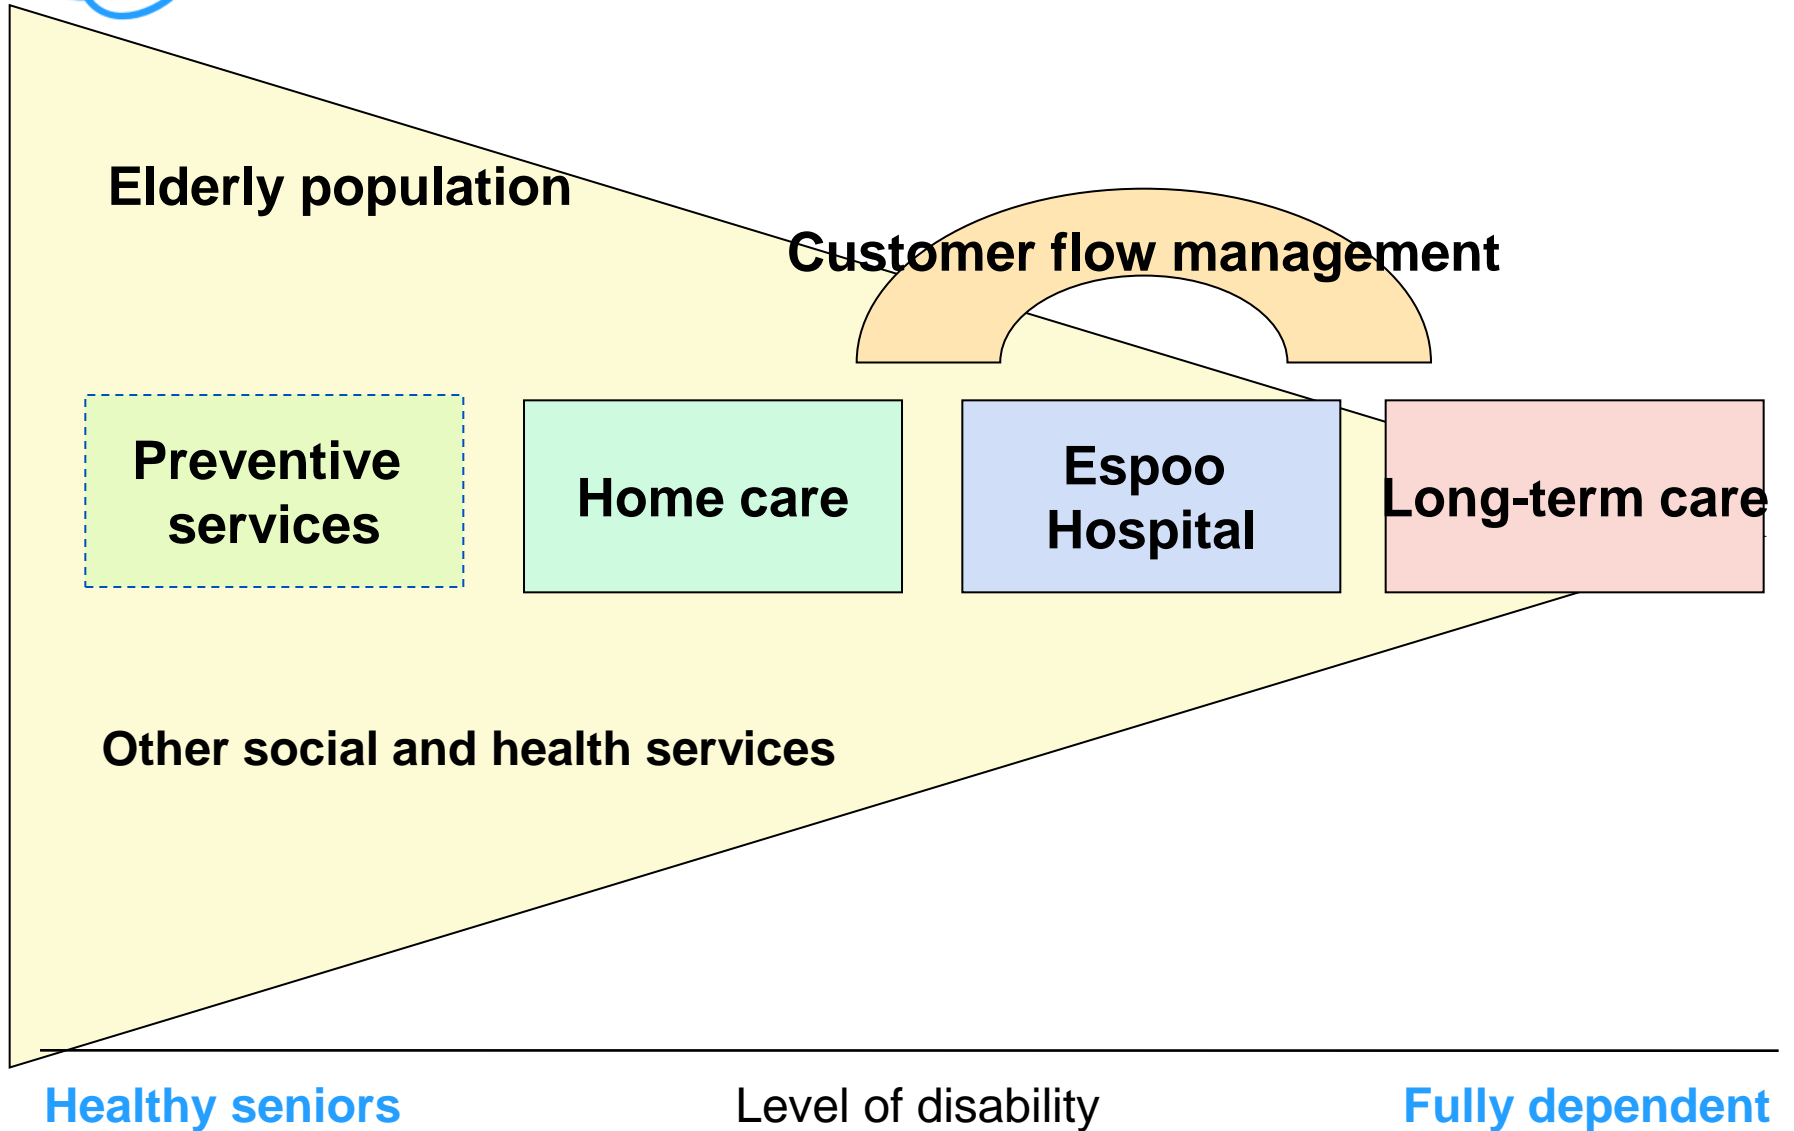 Elderly population
Customer flow management
Preventive
services
Home care
Espoo
Hospital
Long-term care
Other social and health services
Healthy seniors
Level of disability
Fully dependent